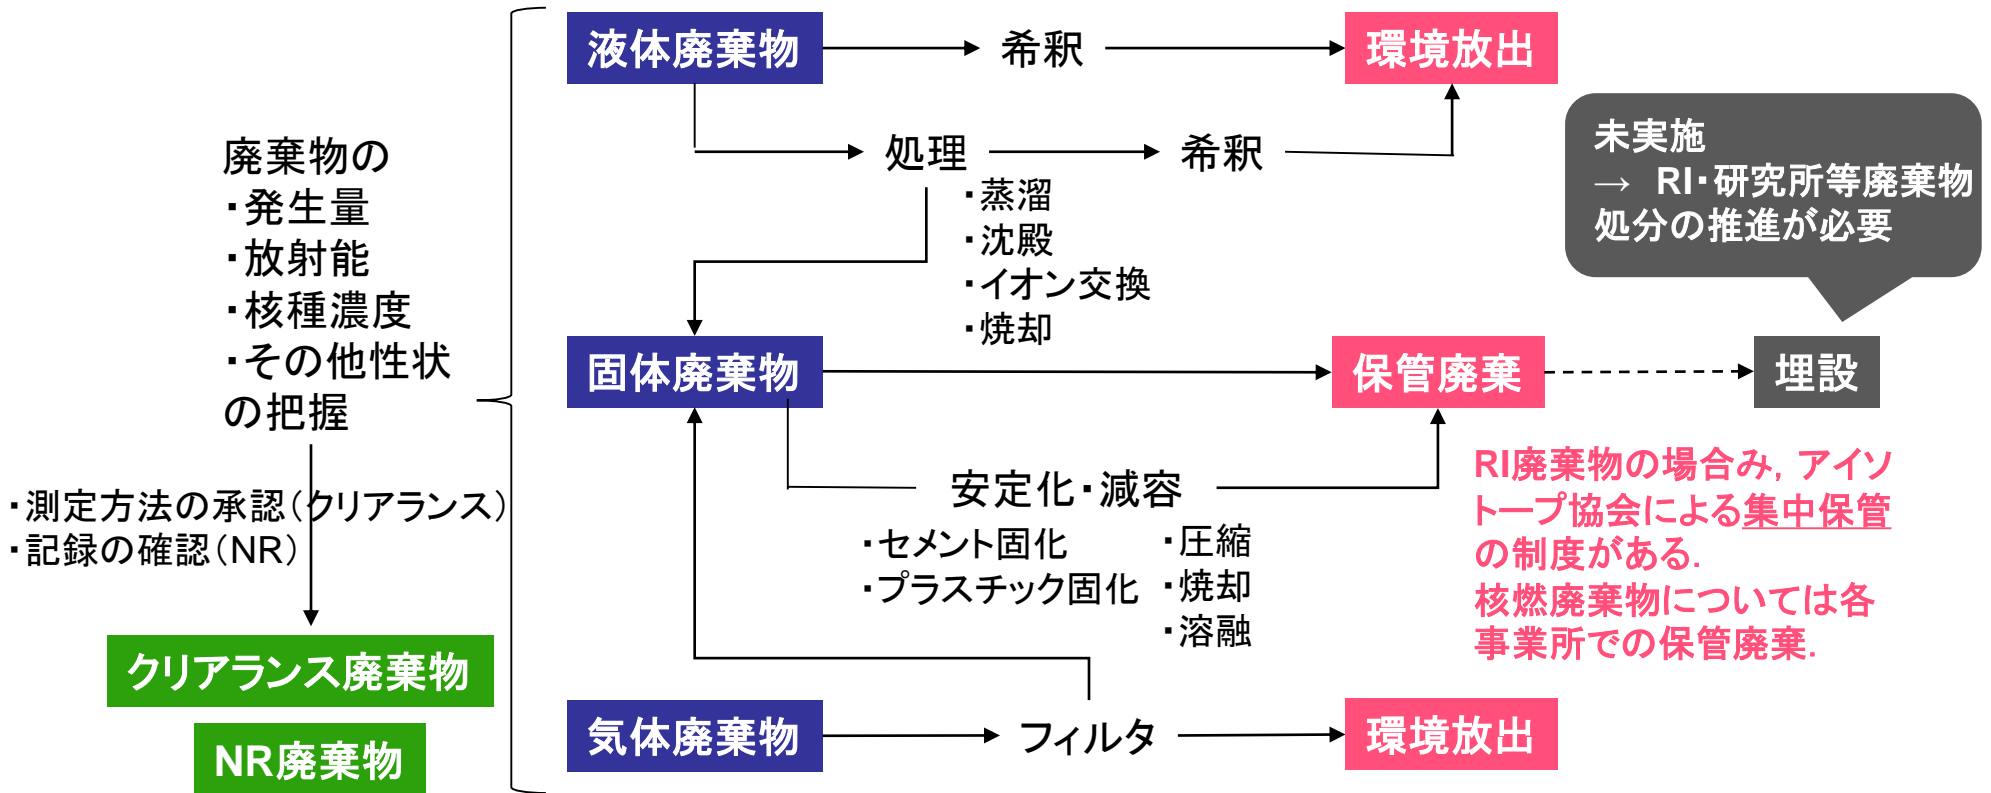 廃棄物の
・発生量
・放射能
・核種濃度
・その他性状
の把握
・測定方法の承認（クリアランス）
・記録の確認（NR）
クリアランス廃棄物
NR廃棄物
液体廃棄物
希釈
環境放出
処理
希釈
・蒸溜
・沈殿
・イオン交換
・焼却
未実施
→ RI・研究所等廃棄物
処分の推進が必要
固体廃棄物
保管廃棄
埋設
安定化・減容
・セメント固化
・プラスチック固化
・圧縮
・焼却
・溶融
RI廃棄物の場合み，アイソ
トープ協会による集中保管
の制度がある．
核燃廃棄物については各
事業所での保管廃棄．
気体廃棄物
フィルタ
環境放出